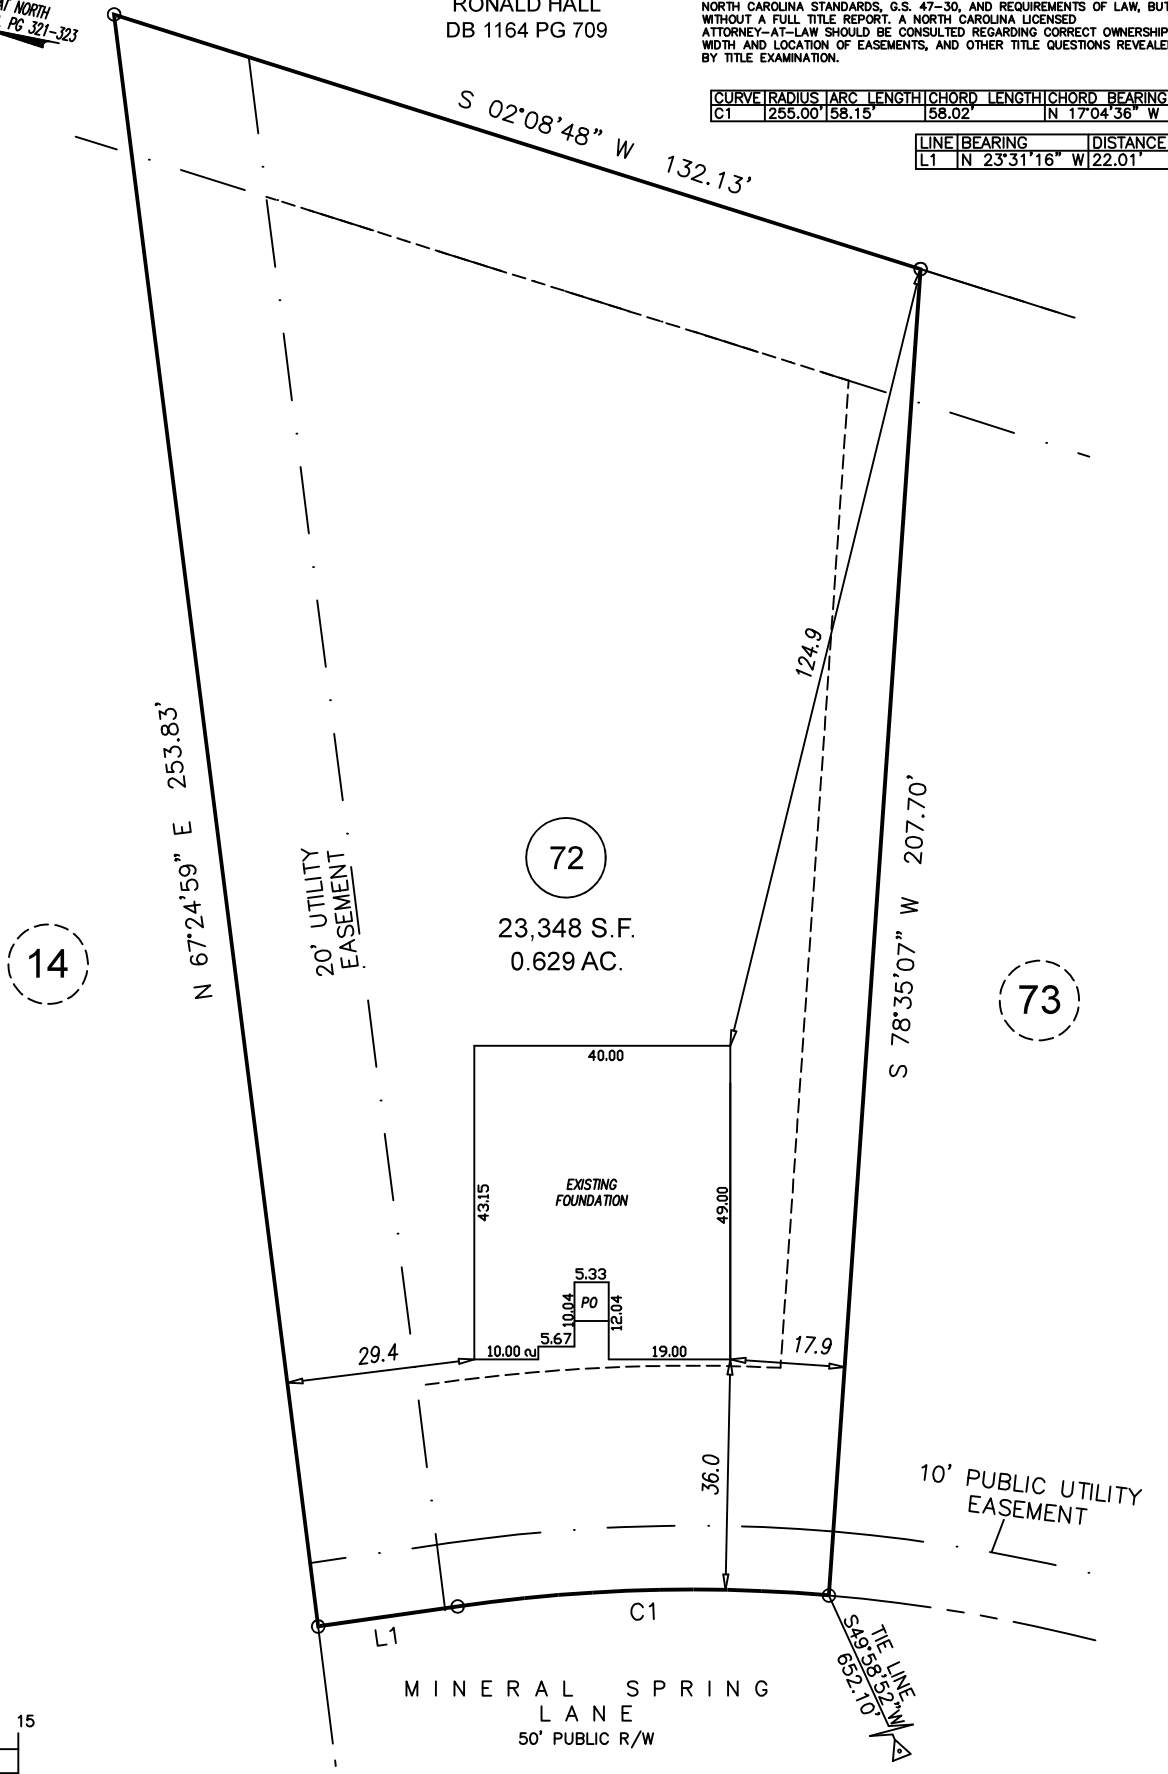 AT NORTH
PG 321-323
RONALD HALL
DB 1164 PG 709
NORTH CAROLINA STANDARDS, G.S. 47-30, AND REQUIREMENTS OF LAW, BUT
WITHOUT A FULL TITLE REPORT. A NORTH CAROLINA LICENSED
ATTORNEY-AT-LAW SHOULD BE CONSULTED REGARDING CORRECT OWNERSHIP
WIDTH AND LOCATION OF EASEMENTS, AND OTHER TITLE QUESTIONS REVEALE
BY TITLE EXAMINATION.
CURVE RADIUS ARC LENGTH CHORD LENGTH CHORD BEARING
C1 255.00' 58.15' 58.02' N 17°04'36" W
LINE BEARING DISTANCE
L1 N 23°31'16" W 22.01'
S 02°08'48" W 132.13'
124.9
N 67°24'59" E 253.83'
S 78°35'07" W 207.70'
20' UTILITY
EASEMENT
72
23,348 S.F.
0.629 AC.
14
73
40.00
43.15
EXISTING
FOUNDATION
49.00
5.33
10.04
PO
12.04
5.67
10.00
2
19.00
29.4
17.9
36.0
10' PUBLIC UTILITY
EASEMENT
C1
L1
TIE LINE
S49°58'52"W
652.10'
MINERAL SPRING
LANE
50' PUBLIC R/W
15